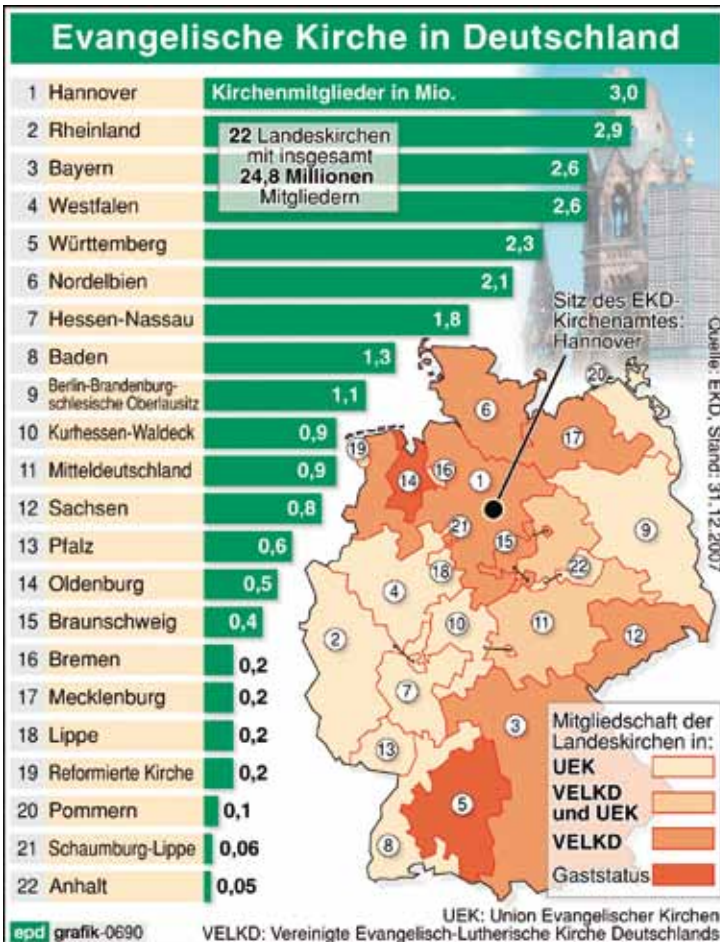 Evangelische Kirche in Deutschland
Kirchenmitglieder in Mio.
1 Hannover 3,0
2 Rheinland 2,9
3 Bayern 2,6
4 Westfalen 2,6
5 Württemberg 2,3
6 Nordelbien 2,1
7 Hessen-Nassau 1,8
8 Baden 1,3
9 Berlin-Brandenburg-
schlesische Oberlausitz 1,1
10 Kurhessen-Waldeck 0,9
11 Mitteldeutschland 0,9
12 Sachsen 0,8
13 Pfalz 0,6
14 Oldenburg 0,5
15 Braunschweig 0,4
16 Bremen 0,2
17 Mecklenburg 0,2
18 Lippe 0,2
19 Reformierte Kirche 0,2
20 Pommern 0,1
21 Schaumburg-Lippe 0,06
22 Anhalt 0,05
22 Landeskirchen
mit insgesamt
24,8 Millionen
Mitgliedern
Sitz des EKD-
Kirchenamtes:
Hannover
20
6
17
19
14
16
1
21
15
9
18
22
4
10
11
12
2
7
3
13
5
8
Mitgliedschaft der
Landeskirchen in:
UEK
VELKD
und UEK
VELKD
Gaststatus
Quelle: EKD, Stand: 31.12.2007
UEK: Union Evangelischer Kirchen
epd grafik-0690
VELKD: Vereinigte Evangelisch-Lutherische Kirche Deutschlands